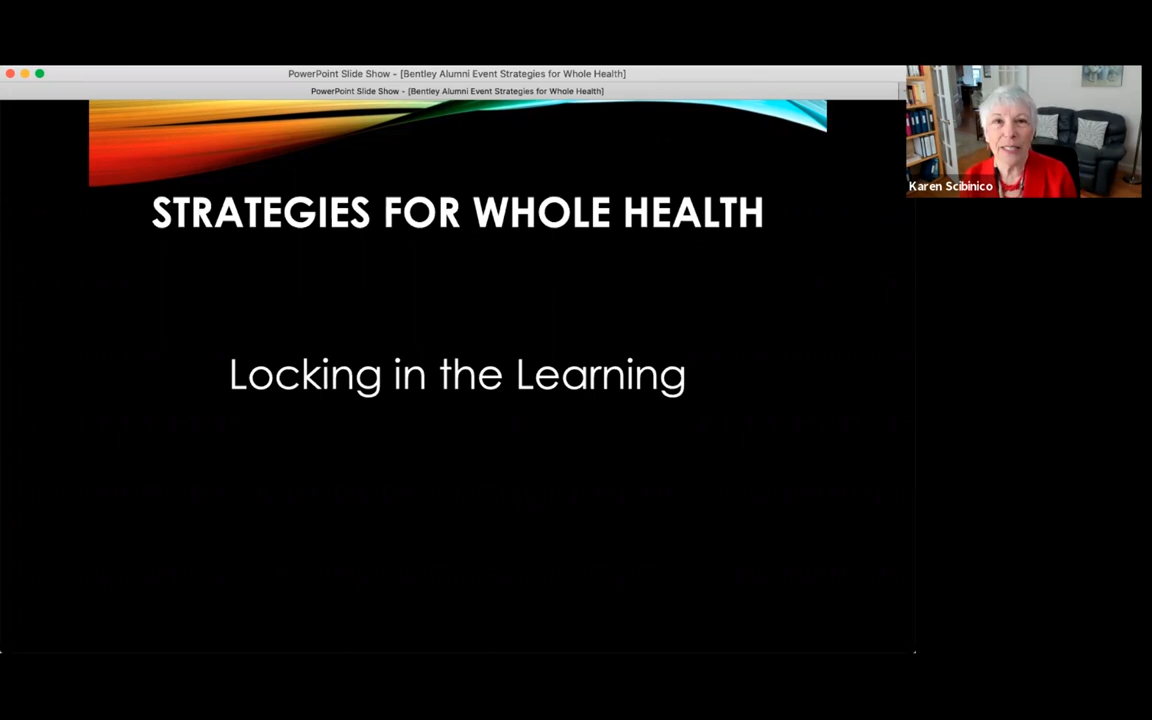 PowerPoint Slide Show - [Bentley Alumni Event Strategies for Whole Health]
PowerPoint Slide Show - [Bentley Alumni Event Strategies for Whole Health]
Karen Scibinico
STRATEGIES FOR WHOLE HEALTH
Locking in the Learning